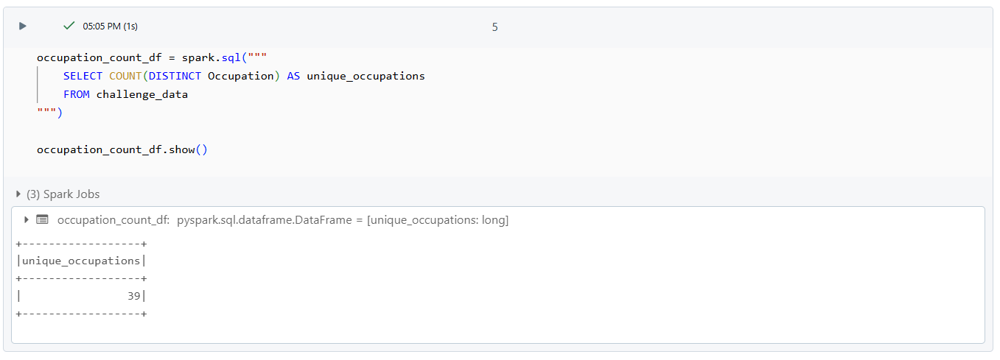 05:05 PM (1s)
5
occupation_count_df = spark.sql("""
    SELECT COUNT(DISTINCT Occupation) AS unique_occupations
    FROM challenge_data
""")
occupation_count_df.show()
(3) Spark Jobs
occupation_count_df: pyspark.sql.dataframe.DataFrame = [unique_occupations: long]
+------------------+
|unique_occupations|
+------------------+
|                39|
+------------------+